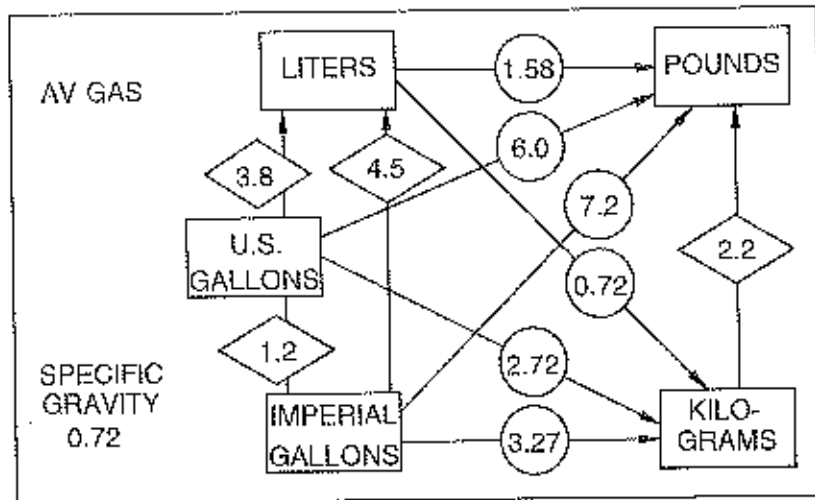 LITERS
1.58
POUNDS
AV GAS
6.0
3.8
4.5
7.2
U.S.
GALLONS
2.2
0.72
1.2
2.72
SPECIFIC
GRAVITY
0.72
IMPERIAL
GALLONS
3.27
KILO-
GRAMS